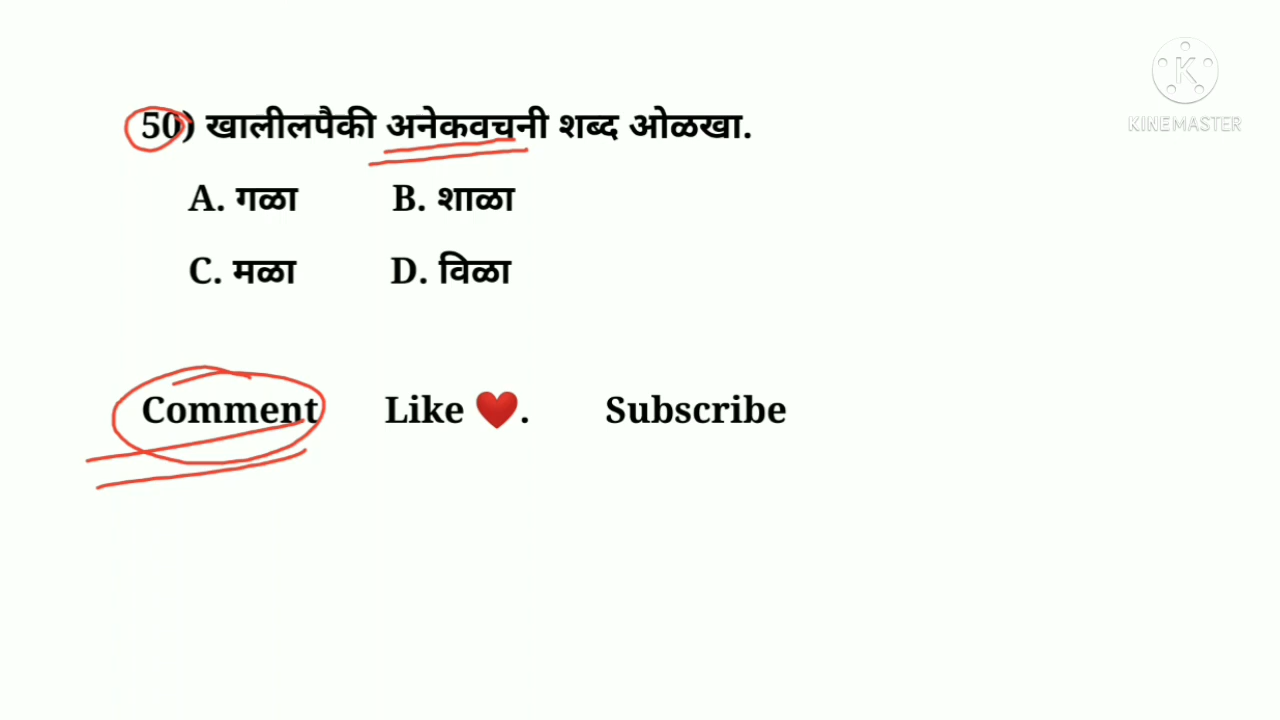 50) खालीलपैकी अनेकवचनी शब्द ओळखा.
A. गळा B. शाळा
C. मळा D. विळा
Comment Like ❤️. Subscribe
K
KINEMASTER